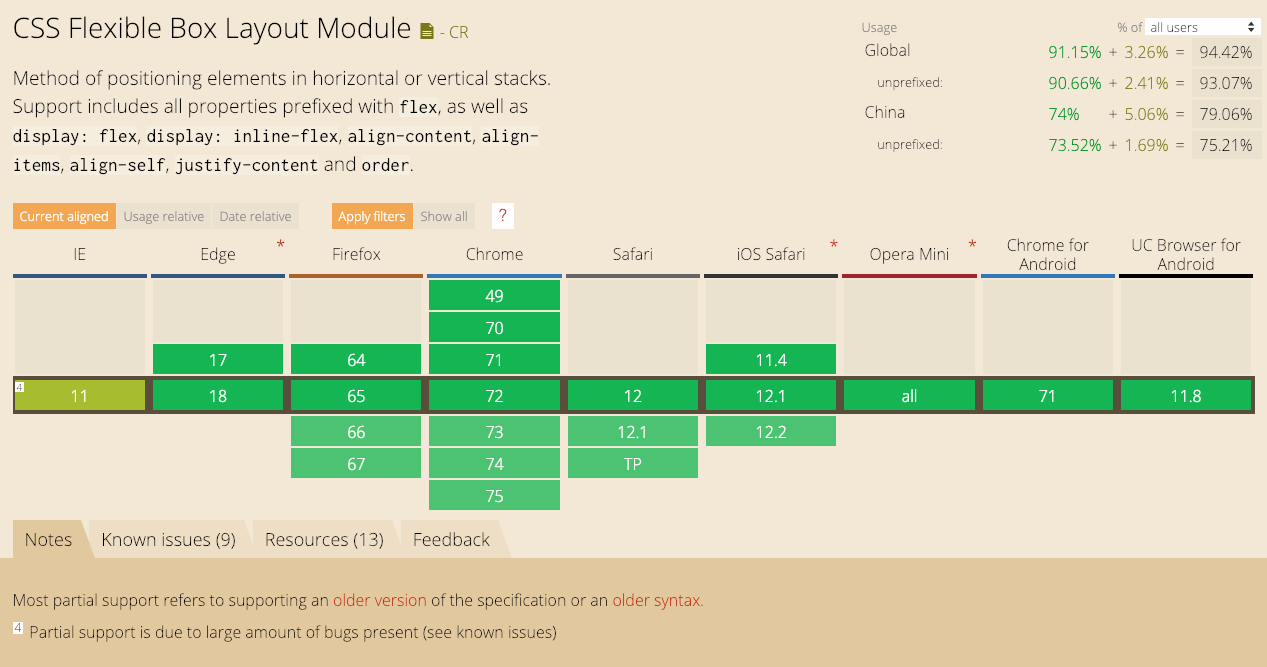 CSS Flexible Box Layout Module - CR
Method of positioning elements in horizontal or vertical stacks.
Support includes all properties prefixed with flex, as well as
display: flex, display: inline-flex, align-content, align-
items, align-self, justify-content and order.
Usage % of all users
Global 91.15% + 3.26% = 94.42%
unprefixed: 90.66% + 2.41% = 93.07%
China 74% + 5.06% = 79.06%
unprefixed: 73.52% + 1.69% = 75.21%
Current aligned Usage relative Date relative Apply filters Show all ?
IE Edge * Firefox Chrome Safari iOS Safari * Opera Mini * Chrome for Android UC Browser for Android
49
70
17 64 71 11.4
4 11 18 65 72 12 12.1 all 71 11.8
66 73 12.1 12.2
67 74 TP
75
Notes Known issues (9) Resources (13) Feedback
Most partial support refers to supporting an older version of the specification or an older syntax.
4 Partial support is due to large amount of bugs present (see known issues)